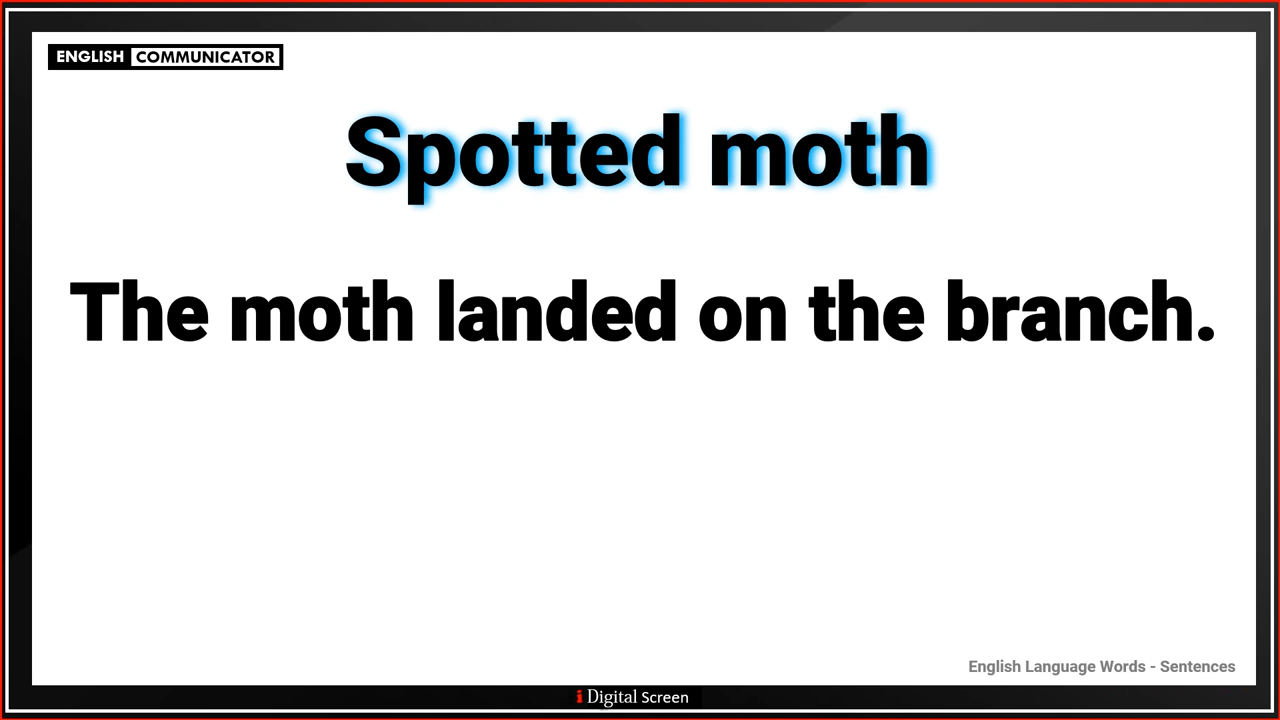 ENGLISH COMMUNICATOR
Spotted moth
The moth landed on the branch.
English Language Words - Sentences
i Digital Screen